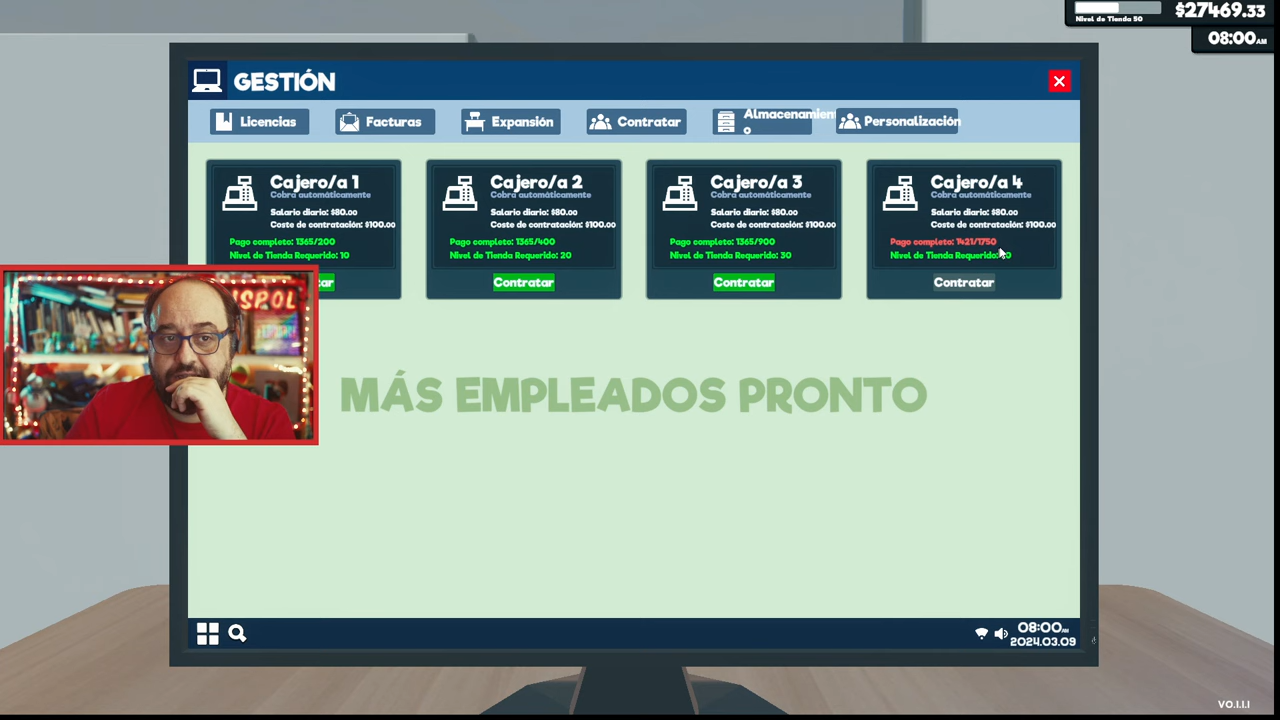 $27469.33
Nivel de Tienda 50
08:00AM
GESTIÓN
Licencias
Facturas
Expansión
Contratar
Almacenamient
o
Personalización
Cajero/a 1
Cobra automáticamente
Salario diario: $80.00
Coste de contratación: $100.00
Pago completo: 1365/200
Nivel de Tienda Requerido: 10
Cajero/a 2
Cobra automáticamente
Salario diario: $80.00
Coste de contratación: $100.00
Pago completo: 1365/400
Nivel de Tienda Requerido: 20
Contratar
Cajero/a 3
Cobra automáticamente
Salario diario: $80.00
Coste de contratación: $100.00
Pago completo: 1365/900
Nivel de Tienda Requerido: 30
Contratar
Cajero/a 4
Cobra automáticamente
Salario diario: $80.00
Coste de contratación: $100.00
Pago completo: 1421/1750
Nivel de Tienda Requerido:
Contratar
MÁS EMPLEADOS PRONTO
08:00AM
2024.03.09
V0.1.1.1